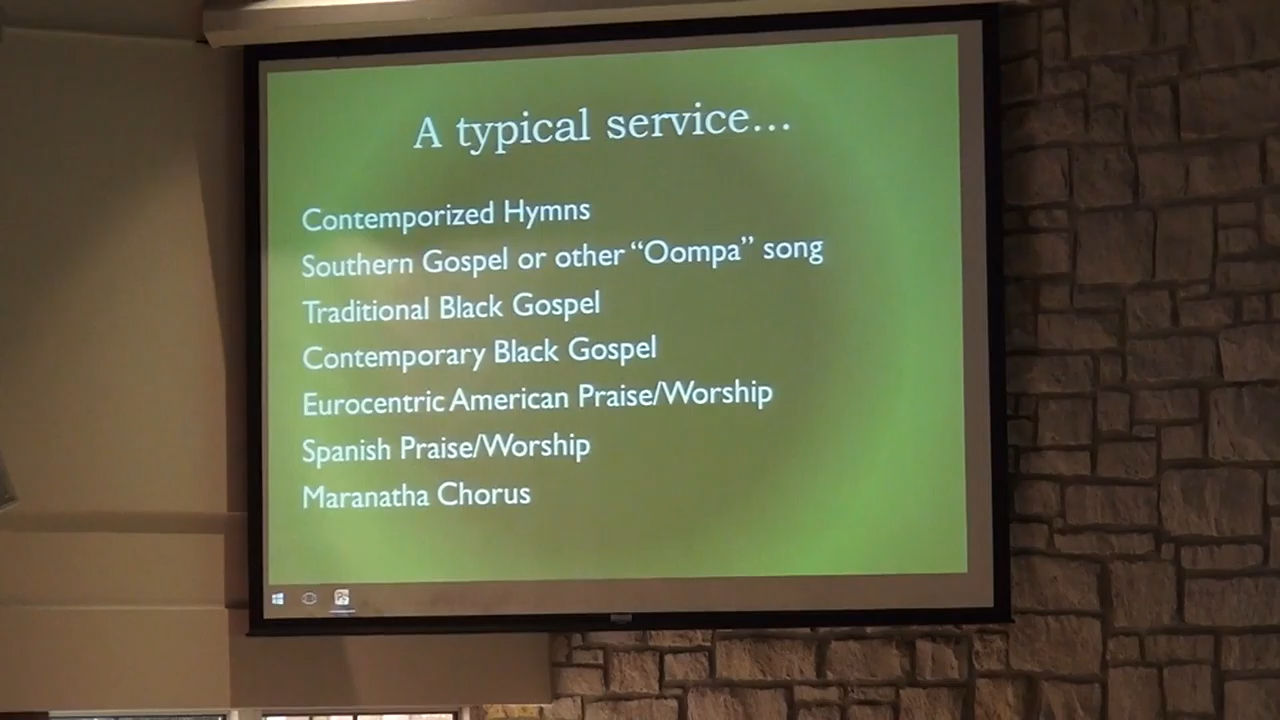 A typical service...
Contemporized Hymns
Southern Gospel or other “Oompa” song
Traditional Black Gospel
Contemporary Black Gospel
Eurocentric American Praise/Worship
Spanish Praise/Worship
Maranatha Chorus